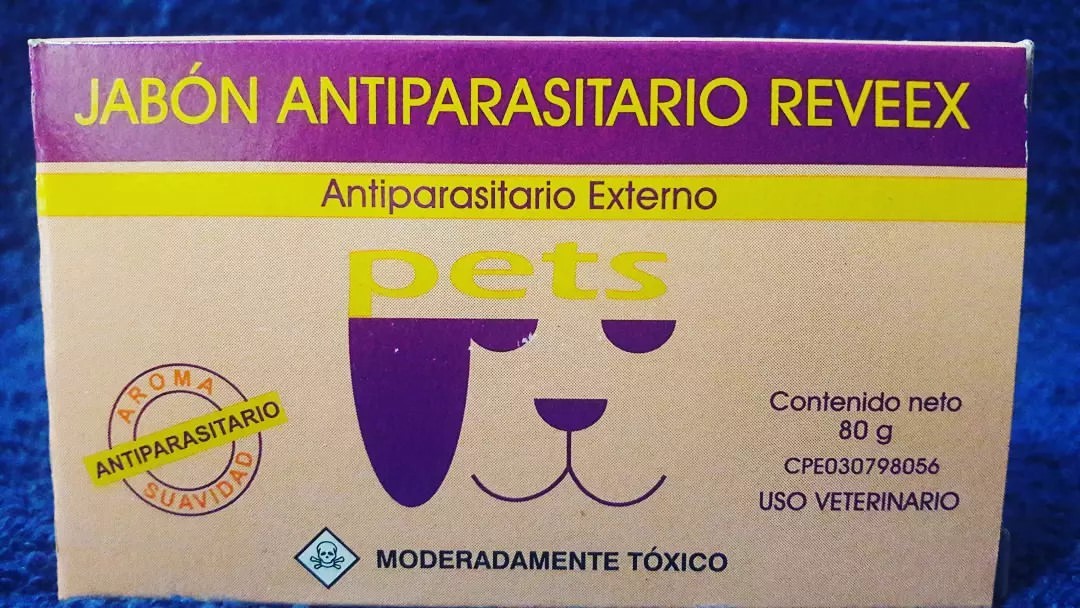 JABÓN ANTIPARASITARIO REVEEX
Antiparasitario Externo
pets
AROMA
ANTIPARASITARIO
SUAVIDAD
Contenido neto
80 g
CPE030798056
USO VETERINARIO
MODERADAMENTE TÓXICO